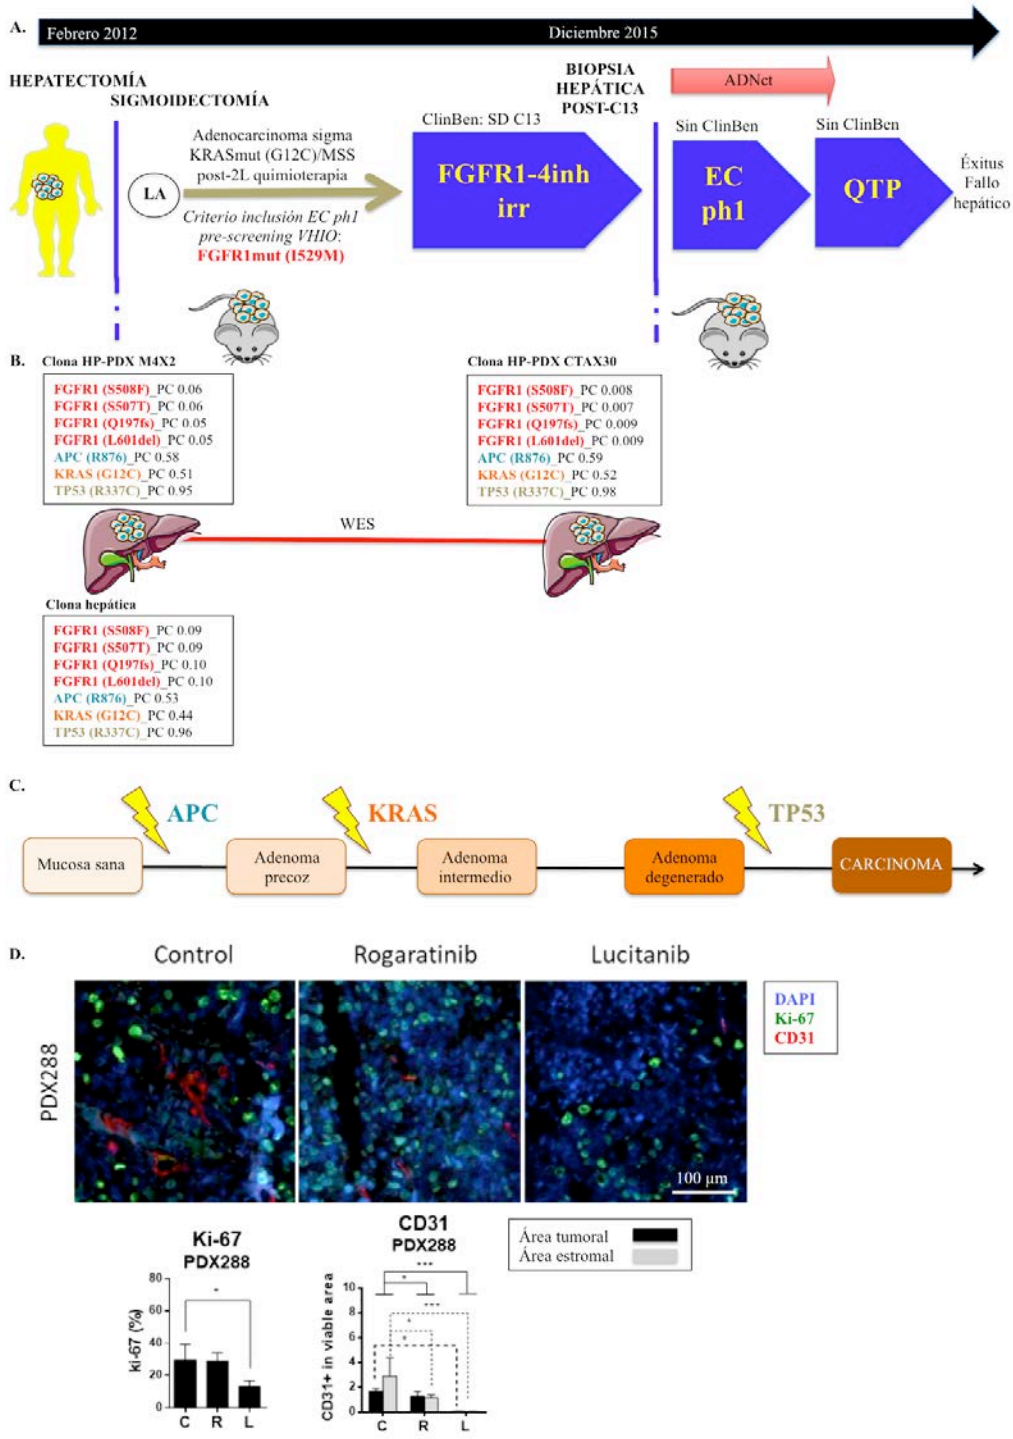 A.
Febrero 2012
Diciembre 2015
HEPATECTOMÍA
SIGMOIDECTOMÍA
LA
Adenocarcinoma sigma
KRASmut (G12C)/MSS
post-2L quimioterapia
Criterio inclusión EC ph1
pre-screening VHIO:
FGFR1mut (I529M)
ClinBen: SD C13
FGFR1-4inh
irr
BIOPSIA
HEPÁTICA
POST-C13
ADNct
Sin ClinBen
EC
ph1
Sin ClinBen
QTP
Éxitus
Fallo
hepático
B.
Clona HP-PDX M4X2
FGFR1 (S508F)_PC 0.06
FGFR1 (S507T)_PC 0.06
FGFR1 (Q197fs)_PC 0.05
FGFR1 (L601del)_PC 0.05
APC (R876)_PC 0.58
KRAS (G12C)_PC 0.51
TP53 (R337C)_PC 0.95
Clona HP-PDX CTAX30
FGFR1 (S508F)_PC 0.008
FGFR1 (S507T)_PC 0.007
FGFR1 (Q197fs)_PC 0.009
FGFR1 (L601del)_PC 0.009
APC (R876)_PC 0.59
KRAS (G12C)_PC 0.52
TP53 (R337C)_PC 0.98
WES
Clona hepática
FGFR1 (S508F)_PC 0.09
FGFR1 (S507T)_PC 0.09
FGFR1 (Q197fs)_PC 0.10
FGFR1 (L601del)_PC 0.10
APC (R876)_PC 0.53
KRAS (G12C)_PC 0.44
TP53 (R337C)_PC 0.96
C.
APC
KRAS
TP53
Mucosa sana
Adenoma
precoz
Adenoma
intermedio
Adenoma
degenerado
CARCINOMA
D.
Control
Rogaratinib
Lucitanib
PDX288
DAPI
Ki-67
CD31
100 µm
Ki-67
PDX288
ki-67 (%)
80
60
40
20
0
*
C R L
CD31
PDX288
CD31+ in viable area
10
8
6
4
2
0
***
*
***
*
*
C R L
Área tumoral
Área estromal